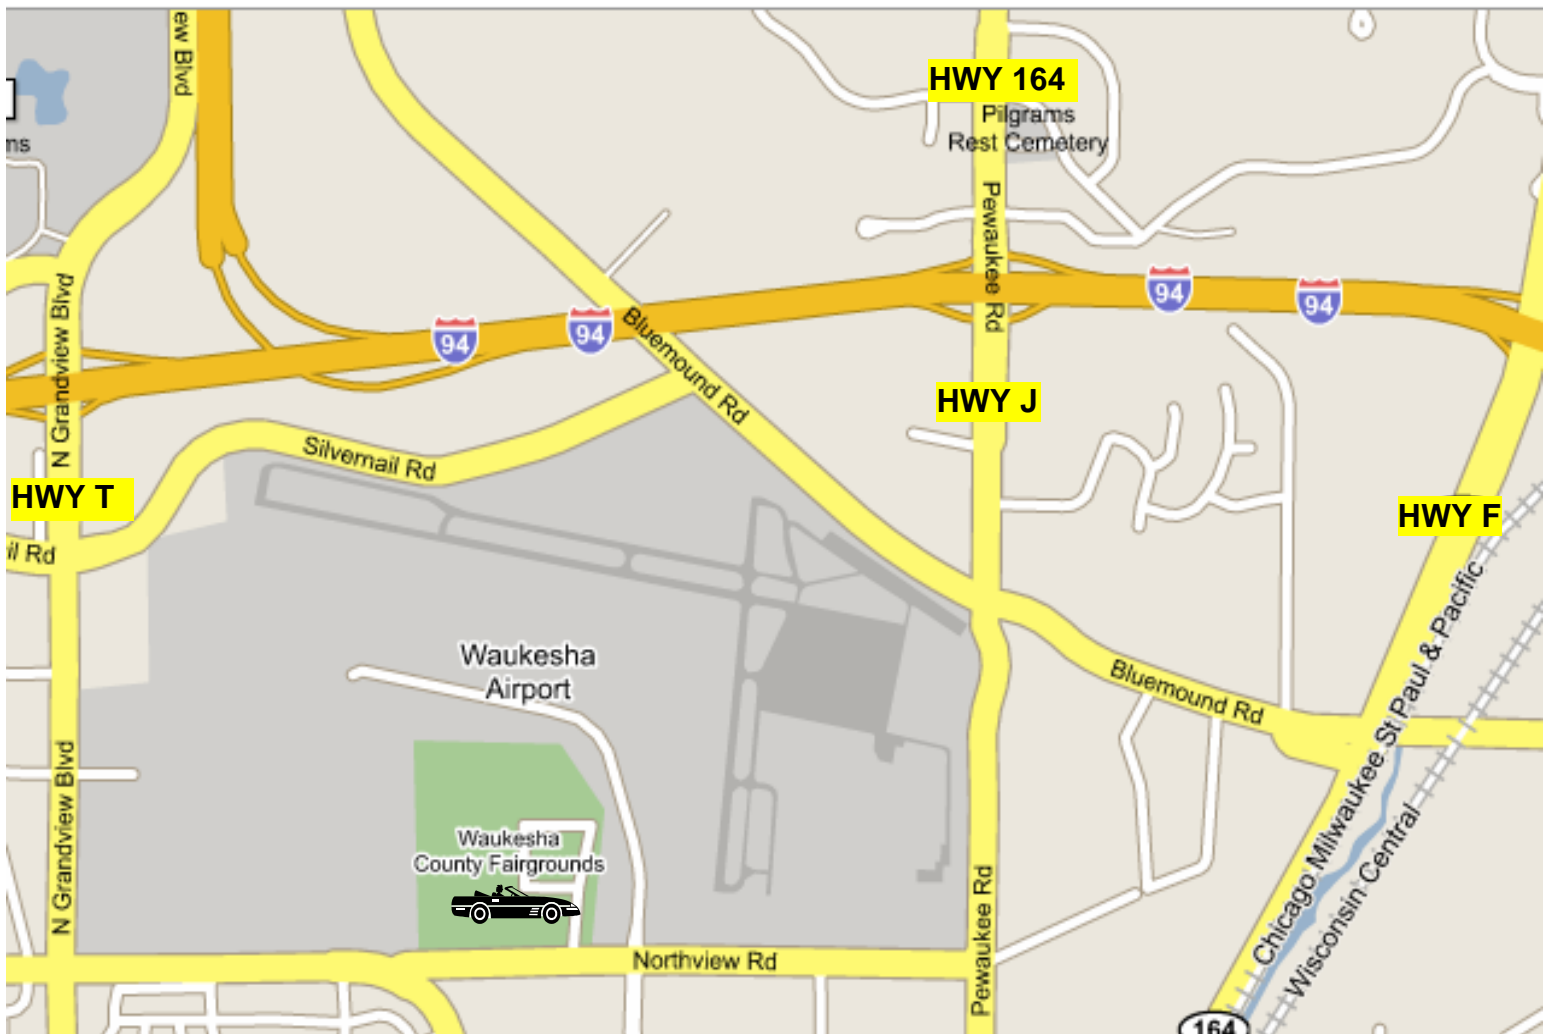 ew Blvd
HWY 164
Pilgrams
Rest Cemetery
ms
Pewaukee Rd
N Grandview Blvd
94
94
94
94
Bluemound Rd
HWY J
Silvernail Rd
HWY T
HWY F
il Rd
Waukesha
Airport
Bluemound Rd
Chicago Milwaukee St Paul & Pacific
N Grandview Blvd
Waukesha
County Fairgrounds
Wisconsin Central
Pewaukee Rd
Northview Rd
164